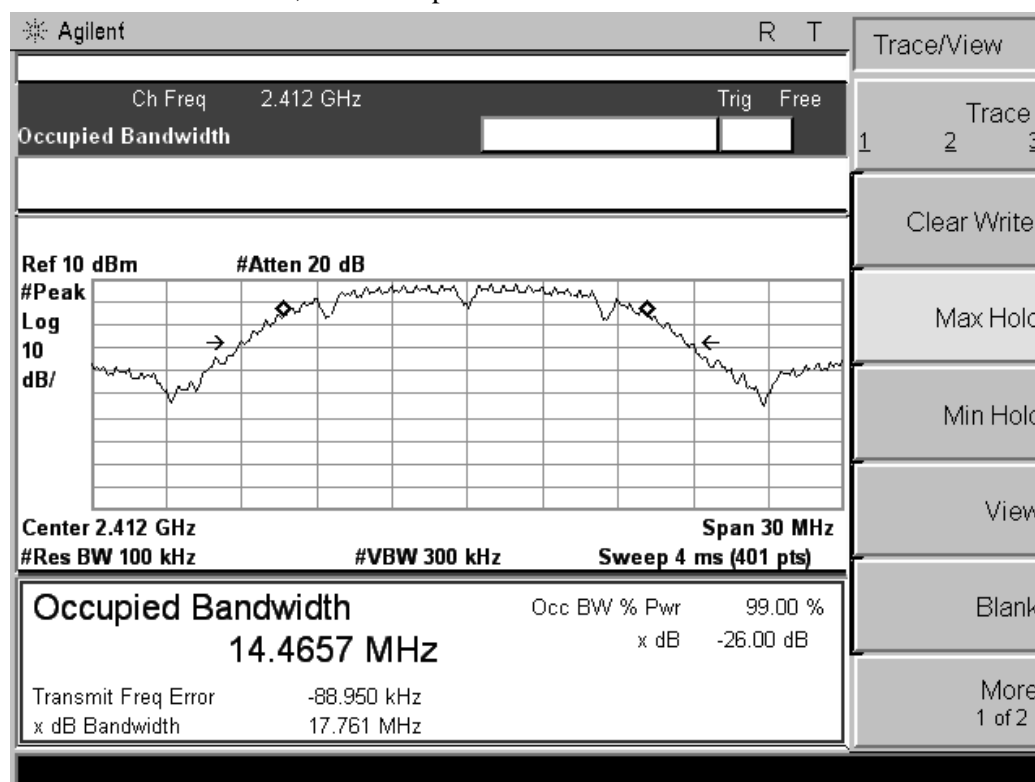 Agilent R T
Trace/View
Ch Freq 2.412 GHz Trig Free
Occupied Bandwidth
Trace
1 2 3
Clear Write
Max Hold
Min Hold
View
Blank
More
1 of 2
Ref 10 dBm #Atten 20 dB
#Peak
Log
10
dB/
Center 2.412 GHz Span 30 MHz
#Res BW 100 kHz #VBW 300 kHz Sweep 4 ms (401 pts)
Occupied Bandwidth Occ BW % Pwr 99.00 %
14.4657 MHz x dB -26.00 dB
Transmit Freq Error -88.950 kHz
x dB Bandwidth 17.761 MHz